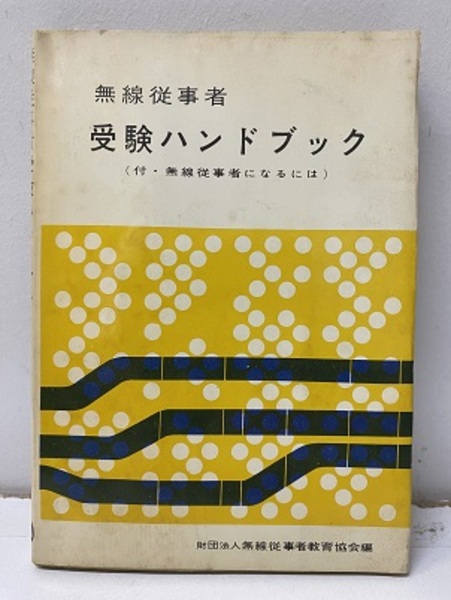 無線従事者
受験ハンドブック
(付・無線従事者になるには)
財団法人無線従事者教育協会編